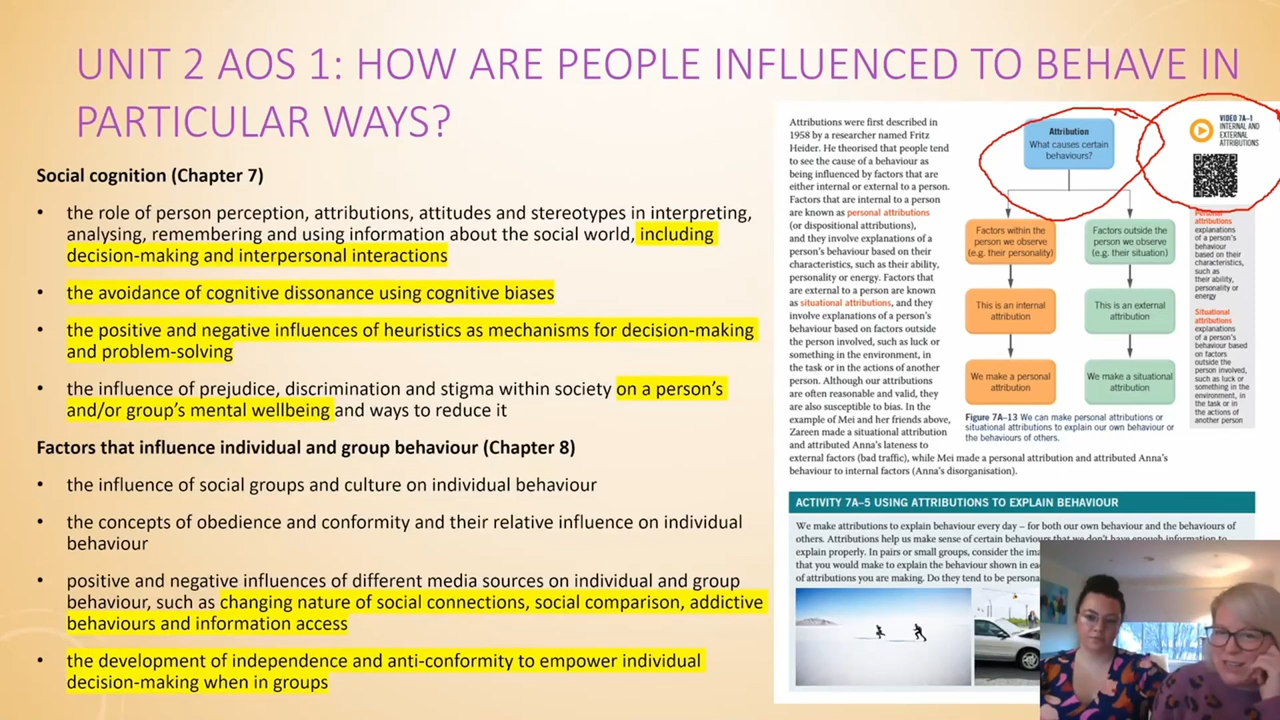 UNIT 2 AOS 1: HOW ARE PEOPLE INFLUENCED TO BEHAVE IN
PARTICULAR WAYS?
Social cognition (Chapter 7)
• the role of person perception, attributions, attitudes and stereotypes in interpreting,
analysing, remembering and using information about the social world, including
decision-making and interpersonal interactions
• the avoidance of cognitive dissonance using cognitive biases
• the positive and negative influences of heuristics as mechanisms for decision-making
and problem-solving
• the influence of prejudice, discrimination and stigma within society on a person's
and/or group's mental wellbeing and ways to reduce it
Factors that influence individual and group behaviour (Chapter 8)
• the influence of social groups and culture on individual behaviour
• the concepts of obedience and conformity and their relative influence on individual
behaviour
• positive and negative influences of different media sources on individual and group
behaviour, such as changing nature of social connections, social comparison, addictive
behaviours and information access
• the development of independence and anti-conformity to empower individual
decision-making when in groups
Attributions were first described in
1958 by a researcher named Fritz
Heider. He theorised that people tend
to see the cause of a behaviour as
being influenced by factors that are
either internal or external to a person.
Factors that are internal to a person
are known as personal attributions
(or dispositional attributions),
and they involve explanations of a
person's behaviour based on their
characteristics, such as their ability,
personality or energy. Factors that
are external to a person are known
as situational attributions, and they
involve explanations of a person's
behaviour based on factors outside
the person involved, such as luck or
something in the environment, in
the task or in the actions of another
person. Although our attributions
are often reasonable and valid, they
are also susceptible to bias. In the
example of Mei and her friends above,
Zareen made a situational attribution
and attributed Anna's lateness to
external factors (bad traffic), while Mei made a personal attribution and attributed Anna's
behaviour to internal factors (Anna's disorganisation).
Attribution
What causes certain
behaviours?
Factors within the
person we observe
(e.g. their personality)
Factors outside the
person we observe
(e.g. their situation)
This is an internal
attribution
This is an external
attribution
We make a personal
attribution
We make a situational
attribution
Figure 7A–13 We can make personal attributions or
situational attributions to explain our own behaviour or
the behaviours of others.
VIDEO 7A–1
INTERNAL AND
EXTERNAL
ATTRIBUTIONS
Personal
attributions
explanations
of a person's
behaviour
based on their
characteristics,
such as
their ability,
personality or
energy
Situational
attributions
explanations
of a person's
behaviour based
on factors
outside the
person involved,
such as luck or
something in the
environment, in
the task or in
the actions of
another person
ACTIVITY 7A–5 USING ATTRIBUTIONS TO EXPLAIN BEHAVIOUR
We make attributions to explain behaviour every day – for both our own behaviour and the behaviours of
others. Attributions help us make sense of certain behaviours that we don't have enough information to
explain properly. In pairs or small groups, consider the
that you would make to explain the behaviour shown in
of attributions you are making. Do they tend to be